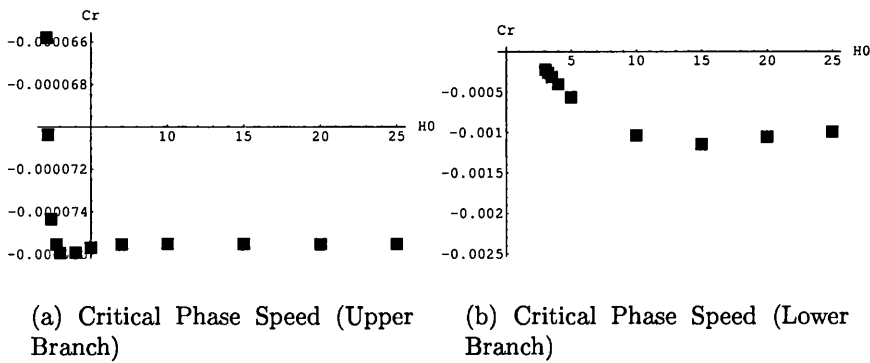 Cr
-0.000066
-0.000068
10 15 20 25 H0
-0.000072
-0.000074
Cr
5 10 15 20 25 H0
-0.0005
-0.001
-0.0015
-0.002
-0.0025
(a) Critical Phase Speed (Upper
Branch)
(b) Critical Phase Speed (Lower
Branch)